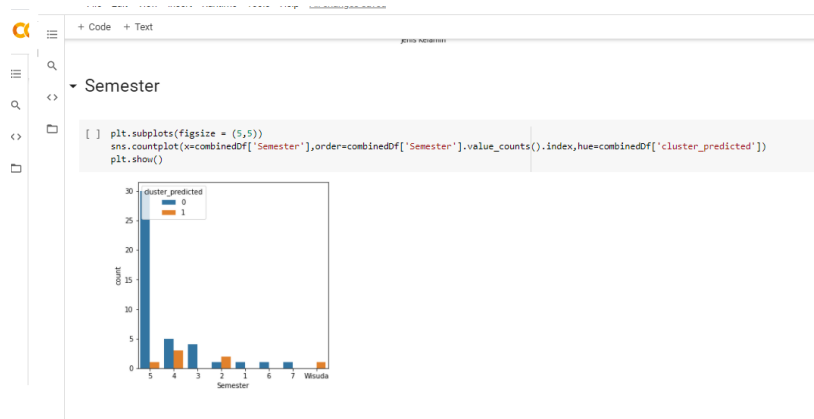 + Code + Text
Jenis Kelamin
Semester
[ ] plt.subplots(figsize = (5,5))
sns.countplot(x=combinedDf['Semester'],order=combinedDf['Semester'].value_counts().index,hue=combinedDf['cluster_predicted'])
plt.show()
cluster_predicted
0
1
30
25
20
15
10
5
0
count
5 4 3 2 1 6 7 Wisuda
Semester